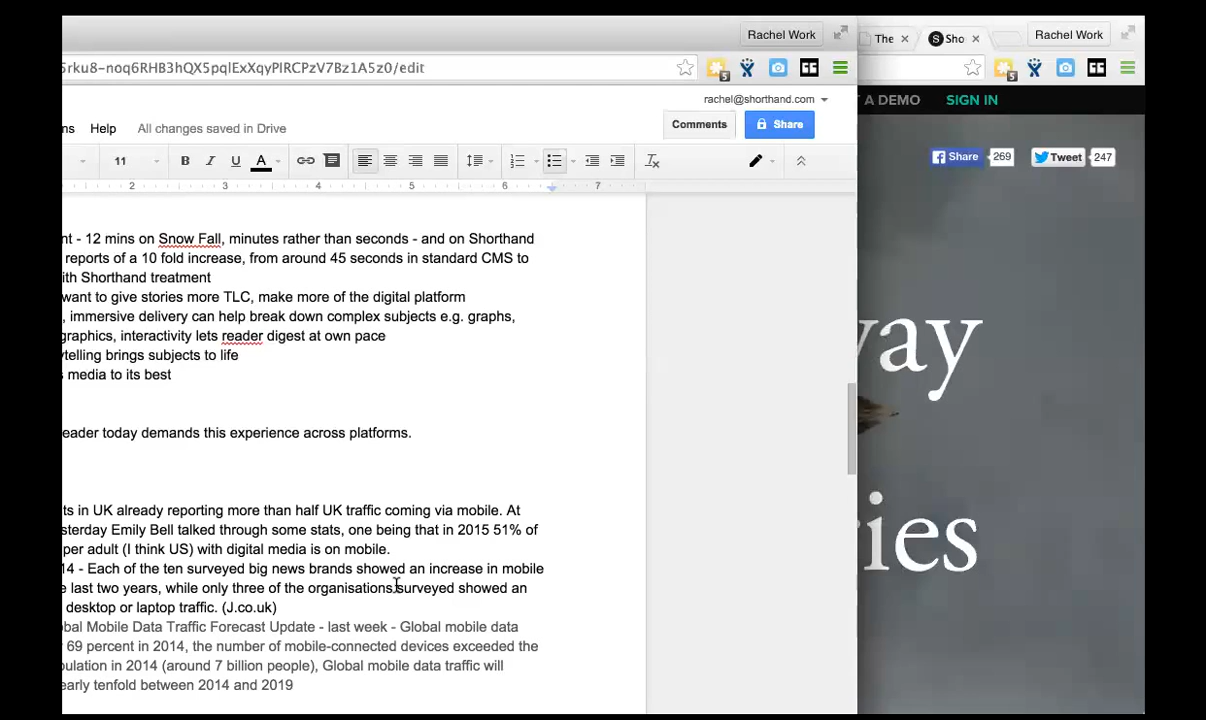 Rachel Work
The
Sho
Rachel Work
5rku8-noq6RHB3hQX5pqlExXqyPIRCPzV7Bz1A5z0/edit
5
5
rachel@shorthand.com
T A DEMO
SIGN IN
ms Help All changes saved in Drive
Comments
Share
11
B I U A
2 3 4 5 6 7
Share 269
Tweet 247
nt - 12 mins on Snow Fall, minutes rather than seconds - and on Shorthand
reports of a 10 fold increase, from around 45 seconds in standard CMS to
ith Shorthand treatment
want to give stories more TLC, make more of the digital platform
, immersive delivery can help break down complex subjects e.g. graphs,
graphics, interactivity lets reader digest at own pace
ytelling brings subjects to life
s media to its best
eader today demands this experience across platforms.
ts in UK already reporting more than half UK traffic coming via mobile. At
sterday Emily Bell talked through some stats, one being that in 2015 51% of
per adult (I think US) with digital media is on mobile.
14 - Each of the ten surveyed big news brands showed an increase in mobile
e last two years, while only three of the organisations surveyed showed an
desktop or laptop traffic. (J.co.uk)
obal Mobile Data Traffic Forecast Update - last week - Global mobile data
69 percent in 2014, the number of mobile-connected devices exceeded the
pulation in 2014 (around 7 billion people), Global mobile data traffic will
early tenfold between 2014 and 2019
way
ries